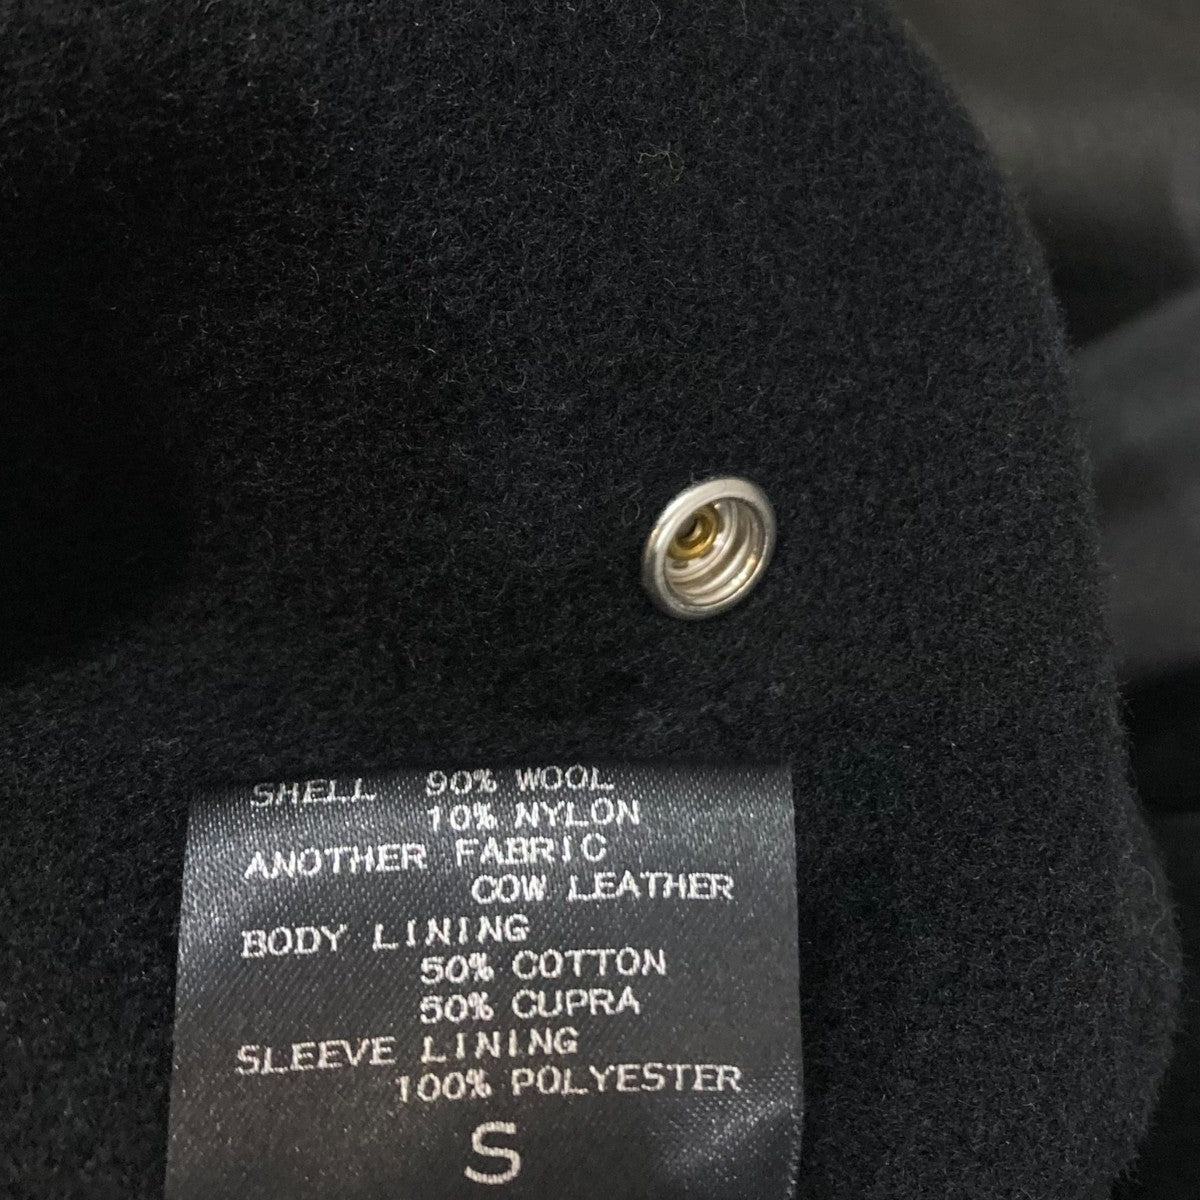 SHELL 90% WOOL
10% NYLON
ANOTHER FABRIC
COW LEATHER
BODY LINING
50% COTTON
50% CUPRA
SLEEVE LINING
100% POLYESTER
S